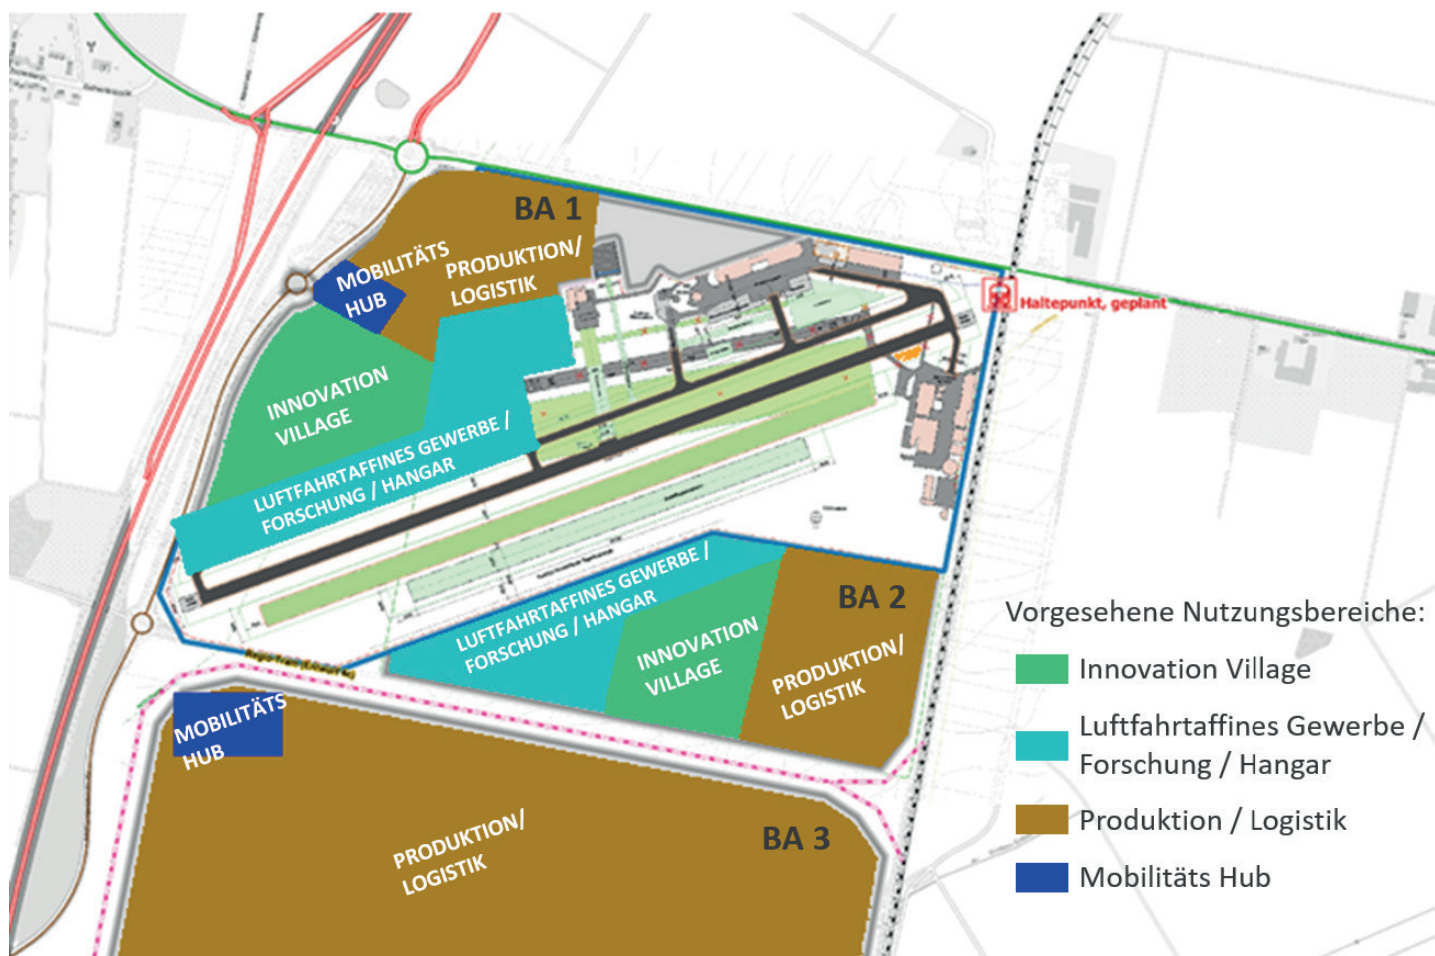 BA 1
MOBILITÄTS
HUB
PRODUKTION/
LOGISTIK
Haltepunkt, geplant
INNOVATION
VILLAGE
LUFTFAHRTAFFINES GEWERBE /
FORSCHUNG / HANGAR
LUFTFAHRTAFFINES GEWERBE /
FORSCHUNG / HANGAR
BA 2
INNOVATION
VILLAGE
PRODUKTION/
LOGISTIK
MOBILITÄTS
HUB
PRODUKTION/
LOGISTIK
BA 3
Vorgesehene Nutzungsbereiche:
Innovation Village
Luftfahrtaffines Gewerbe /
Forschung / Hangar
Produktion / Logistik
Mobilitäts Hub